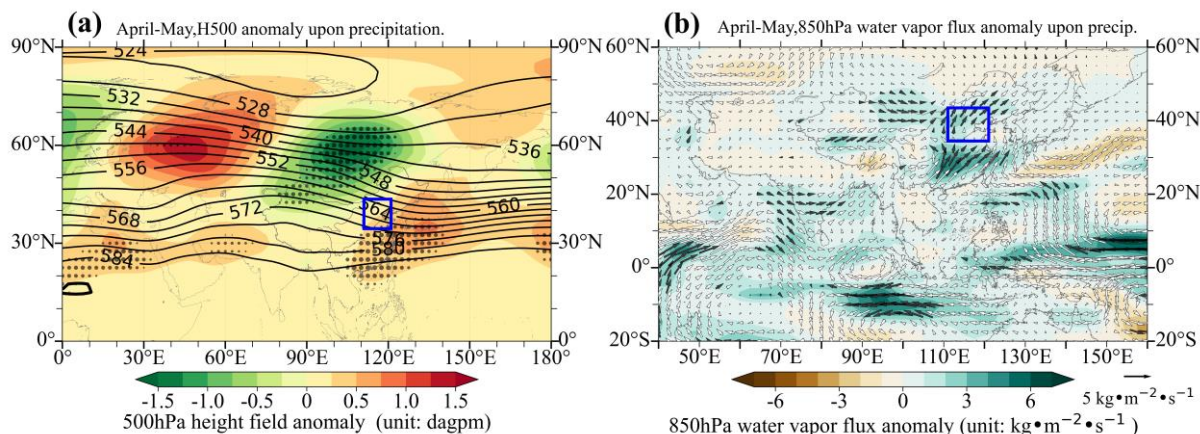 (a)
April-May,H500 anomaly upon precipitation.
90°N
60°N
30°N
0°
524
532
528
544
540
556
552
536
548
568
572
564
560
576
580
584
90°N
60°N
30°N
0°
0° 30°E 60°E 90°E 120°E 150°E 180°
-1.5 -1.0 -0.5 0 0.5 1.0 1.5
500hPa height field anomaly (unit: dagpm)
(b)
April-May,850hPa water vapor flux anomaly upon precip.
60°N
40°N
20°N
0°
20°S
60°N
40°N
20°N
0°
20°S
50°E 70°E 90°E 110°E 130°E 150°E
-6 -3 0 3 6
5 kg•m⁻²•s⁻¹
850hPa water vapor flux anomaly (unit: kg•m⁻²•s⁻¹ )